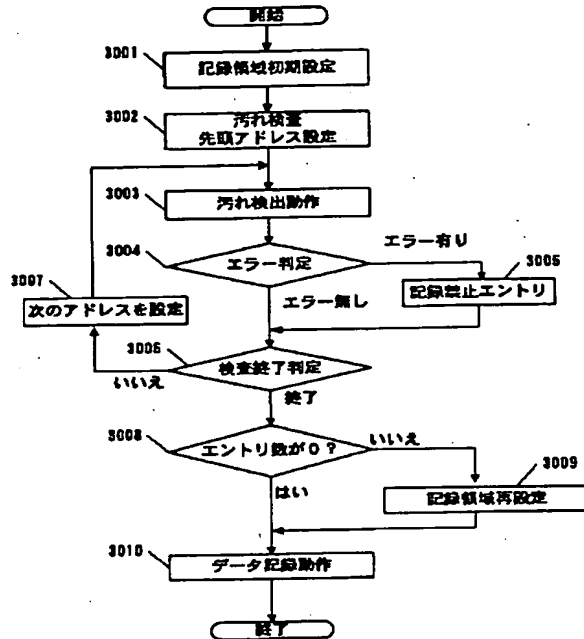 開始
3001
記録領域初期設定
3002
汚れ検査
先頭アドレス設定
3003
汚れ検出動作
3004
エラー判定
エラー有り
3005
記録禁止エントリ
3007
次のアドレスを設定
エラー無し
3006
検査終了判定
いいえ
終了
3008
エントリ数が0?
いいえ
はい
3009
記録領域再設定
3010
データ記録動作
終了